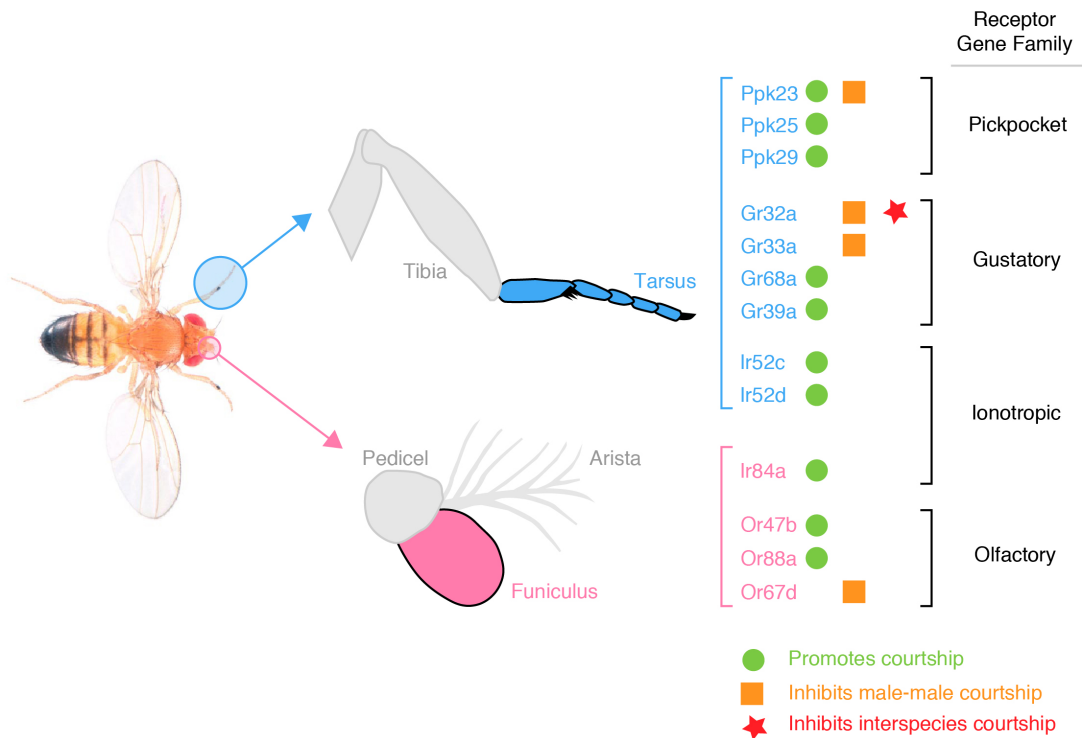 Receptor
Gene Family
Ppk23
Ppk25
Ppk29
Pickpocket
Gr32a
Gr33a
Gr68a
Gr39a
Gustatory
Tibia
Tarsus
Ir52c
Ir52d
Ionotropic
Pedicel
Arista
Ir84a
Or47b
Or88a
Or67d
Olfactory
Funiculus
Promotes courtship
Inhibits male-male courtship
Inhibits interspecies courtship